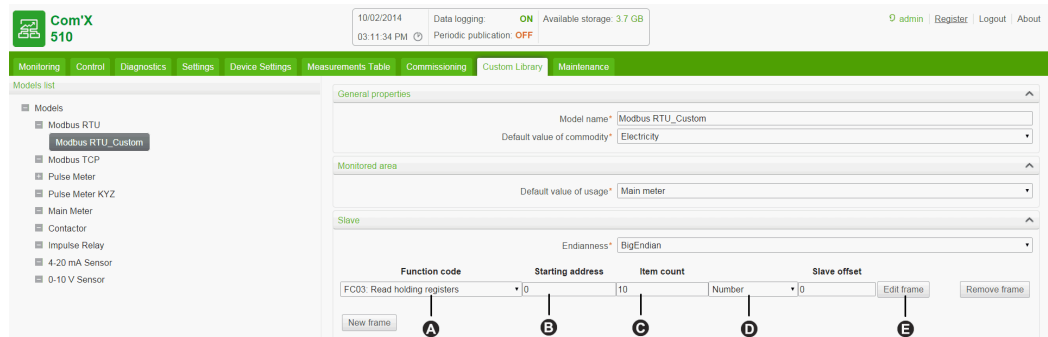 Com'X
510
10/02/2014
03:11:34 PM
Data logging: ON
Periodic publication: OFF
Available storage: 3.7 GB
admin Register Logout About
Monitoring Control Diagnostics Settings Device Settings Measurements Table Commissioning Custom Library Maintenance
Models list
Models
Modbus RTU
Modbus RTU_Custom
Modbus TCP
Pulse Meter
Pulse Meter KYZ
Main Meter
Contactor
Impulse Relay
4-20 mA Sensor
0-10 V Sensor
General properties
Model name* Modbus RTU_Custom
Default value of commodity* Electricity
Monitored area
Default value of usage* Main meter
Slave
Endianness* BigEndian
Function code Starting address Item count Slave offset
FC03: Read holding registers 0 10 Number 0 Edit frame Remove frame
New frame
A B C D E